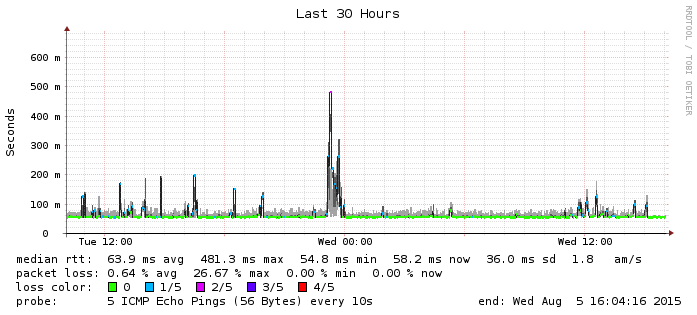 Last 30 Hours
RRDTOOL / TOBI OETIKER
Seconds
600 m
500 m
400 m
300 m
200 m
100 m
0
Tue 12:00 Wed 00:00 Wed 12:00
median rtt: 63.9 ms avg 481.3 ms max 54.8 ms min 58.2 ms now 36.0 ms sd 1.8 am/s
packet loss: 0.64 % avg 26.67 % max 0.00 % min 0.00 % now
loss color: 0 1/5 2/5 3/5 4/5
probe: 5 ICMP Echo Pings (56 Bytes) every 10s end: Wed Aug 5 16:04:16 2015